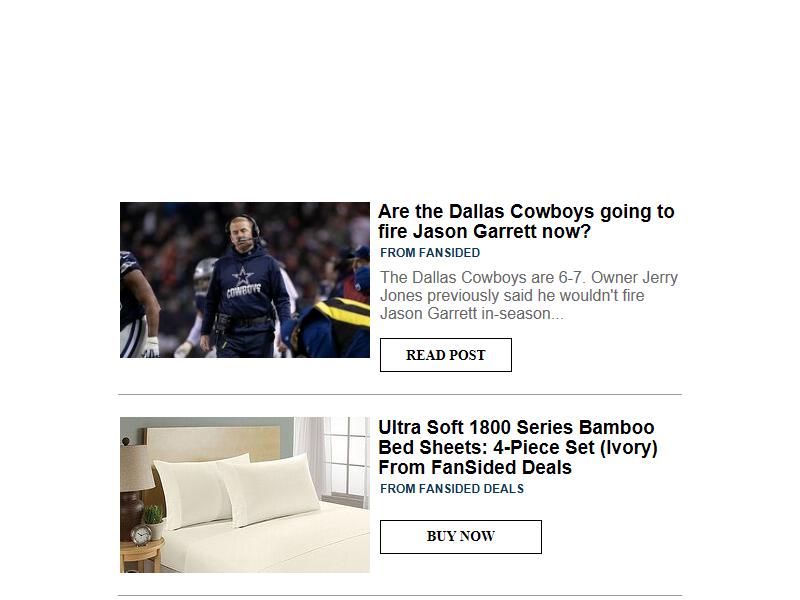 Are the Dallas Cowboys going to
fire Jason Garrett now?
FROM FANSIDED
The Dallas Cowboys are 6-7. Owner Jerry
Jones previously said he wouldn't fire
Jason Garrett in-season...
COWBOYS
READ POST
Ultra Soft 1800 Series Bamboo
Bed Sheets: 4-Piece Set (Ivory)
From FanSided Deals
FROM FANSIDED DEALS
BUY NOW